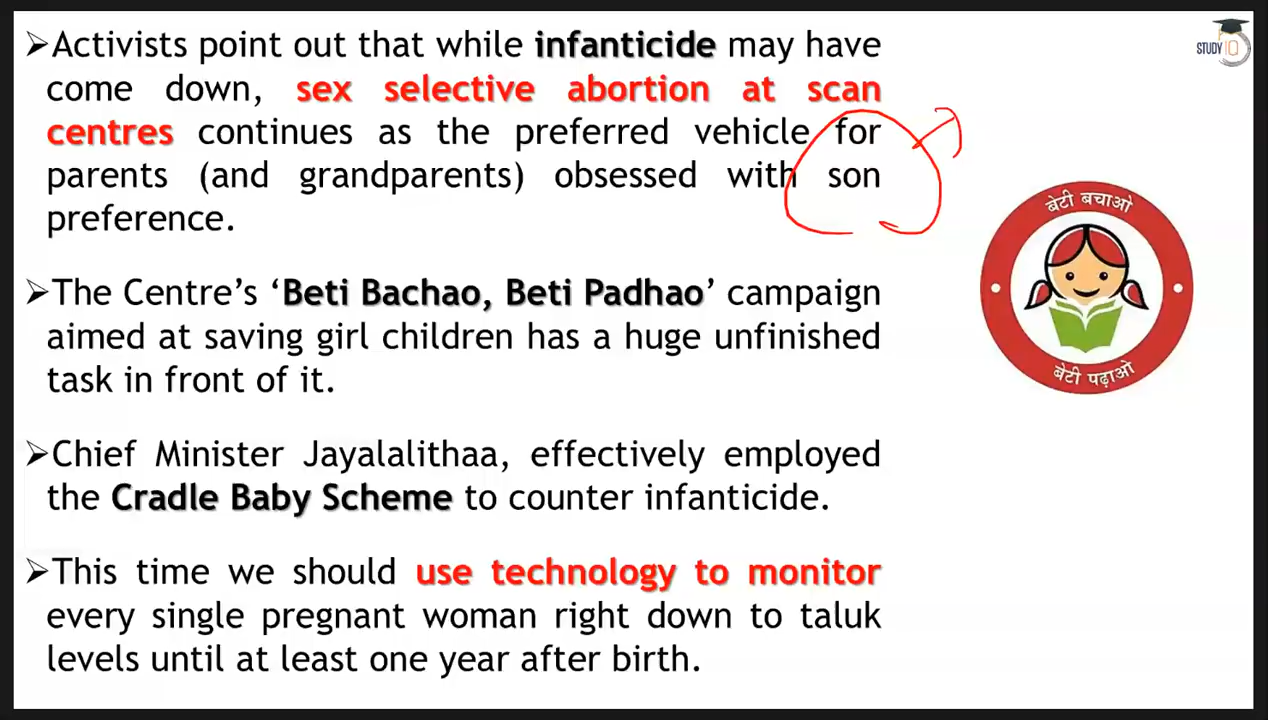 ➢Activists point out that while infanticide may have
come down, sex selective abortion at scan
centres continues as the preferred vehicle for
parents (and grandparents) obsessed with son
preference.
➢The Centre’s ‘Beti Bachao, Beti Padhao’ campaign
aimed at saving girl children has a huge unfinished
task in front of it.
➢Chief Minister Jayalalithaa, effectively employed
the Cradle Baby Scheme to counter infanticide.
➢This time we should use technology to monitor
every single pregnant woman right down to taluk
levels until at least one year after birth.
STUDY IQ
बेटी बचाओ
बेटी पढ़ाओ